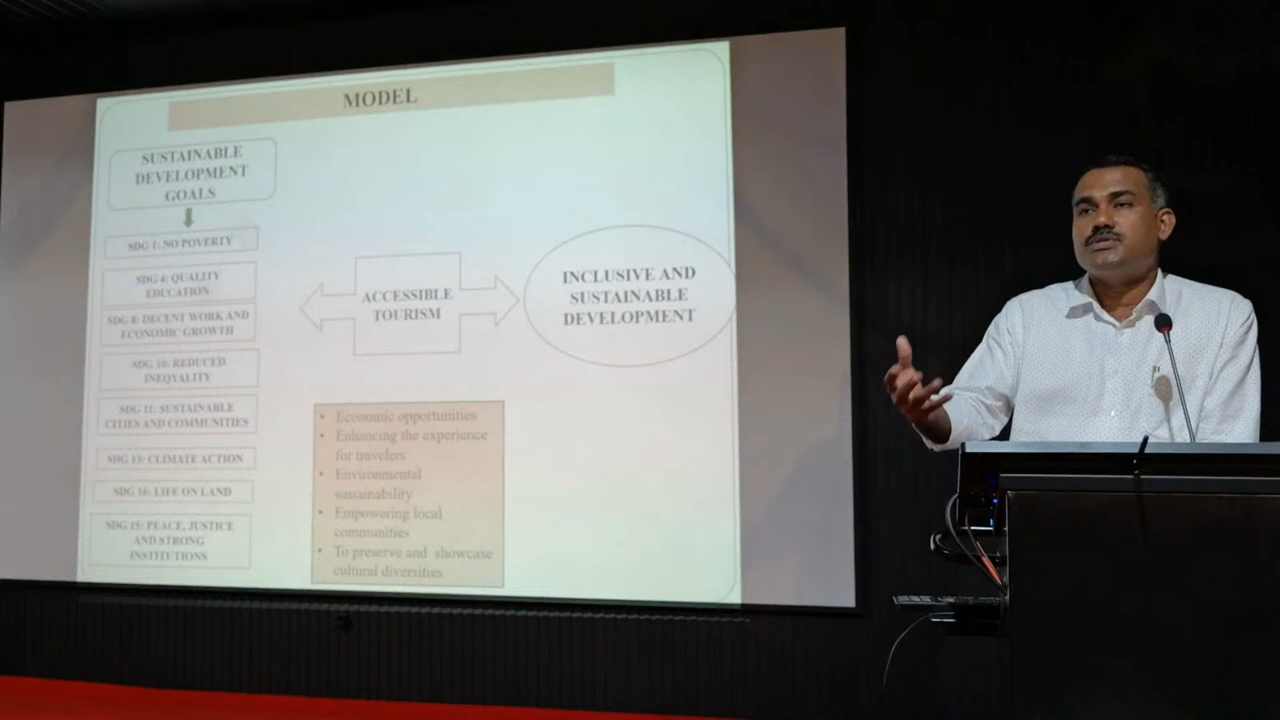 MODEL
SUSTAINABLE
DEVELOPMENT
GOALS
SDG 1: NO POVERTY
SDG 4: QUALITY
EDUCATION
SDG 8: DECENT WORK AND
ECONOMIC GROWTH
SDG 10: REDUCED
INEQYALITY
SDG 11: SUSTAINABLE
CITIES AND COMMUNITIES
SDG 13: CLIMATE ACTION
SDG 16: LIFE ON LAND
SDG 15: PEACE, JUSTICE
AND STRONG
INSTITUTIONS
ACCESSIBLE
TOURISM
INCLUSIVE AND
SUSTAINABLE
DEVELOPMENT
• Economic opportunities
• Enhancing the experience
for travelers
• Environmental
sustainability
• Empowering local
communities
• To preserve and showcase
cultural diversities